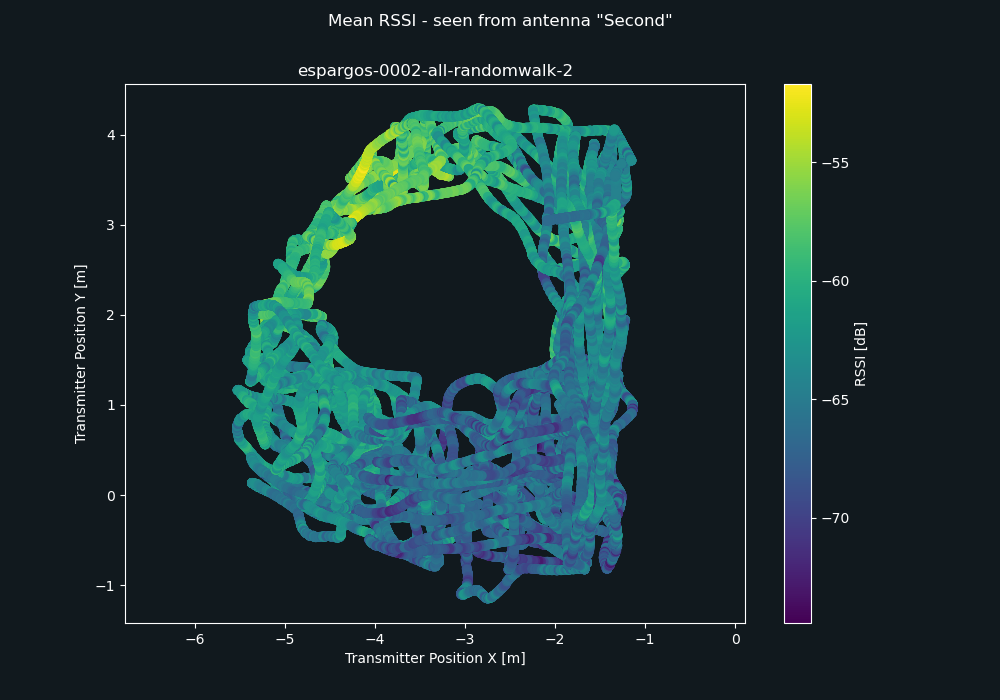 Mean RSSI - seen from antenna "Second"
espargos-0002-all-randomwalk-2
4
3
2
1
0
−1
Transmitter Position Y [m]
−6 −5 −4 −3 −2 −1 0
Transmitter Position X [m]
−55
−60
−65
−70
RSSI [dB]